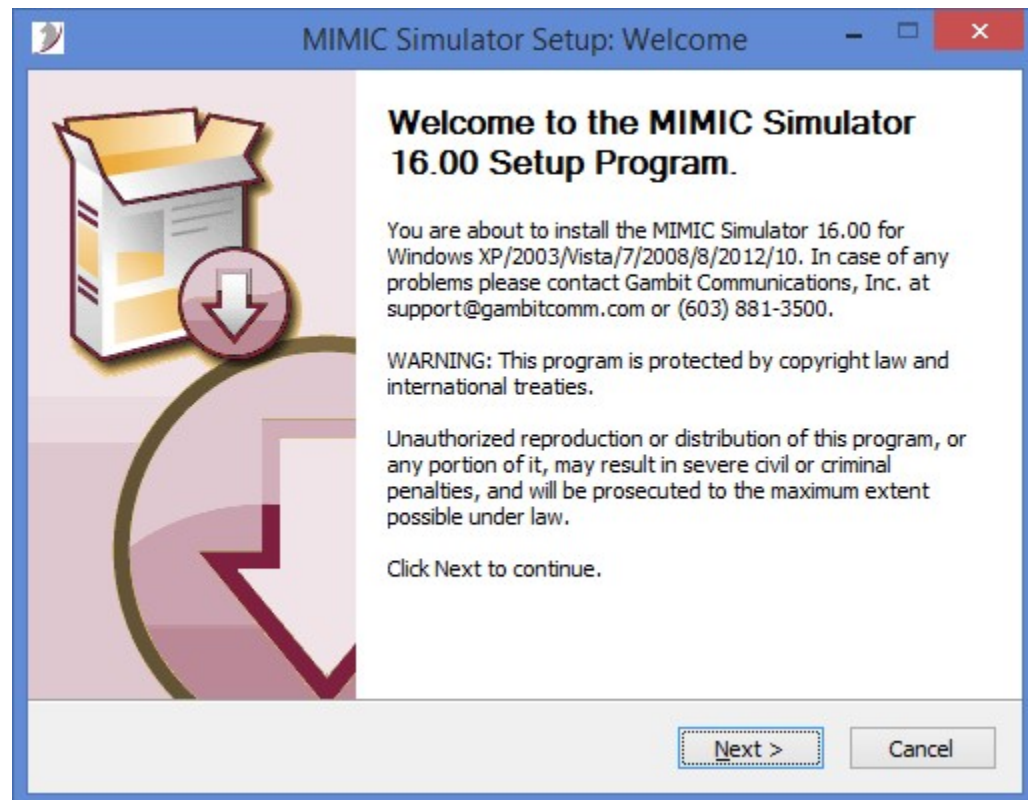 MIMIC Simulator Setup: Welcome
Welcome to the MIMIC Simulator
16.00 Setup Program.
You are about to install the MIMIC Simulator 16.00 for
Windows XP/2003/Vista/7/2008/8/2012/10. In case of any
problems please contact Gambit Communications, Inc. at
support@gambitcomm.com or (603) 881-3500.
WARNING: This program is protected by copyright law and
international treaties.
Unauthorized reproduction or distribution of this program, or
any portion of it, may result in severe civil or criminal
penalties, and will be prosecuted to the maximum extent
possible under law.
Click Next to continue.
Next >
Cancel